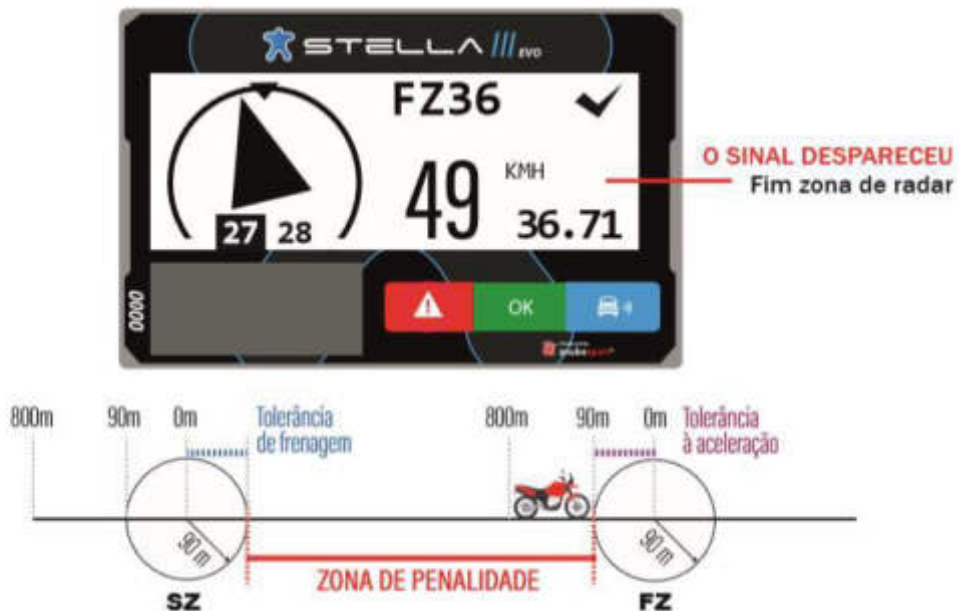 STELLA III EVO
FZ36
O SINAL DESPARECEU
Fim zona de radar
49 KMH
36.71
27 28
0000
OK
800m 90m 0m Tolerância
de frenagem
800m 90m 0m Tolerância
à aceleração
90 m
90 m
ZONA DE PENALIDADE
SZ
FZ